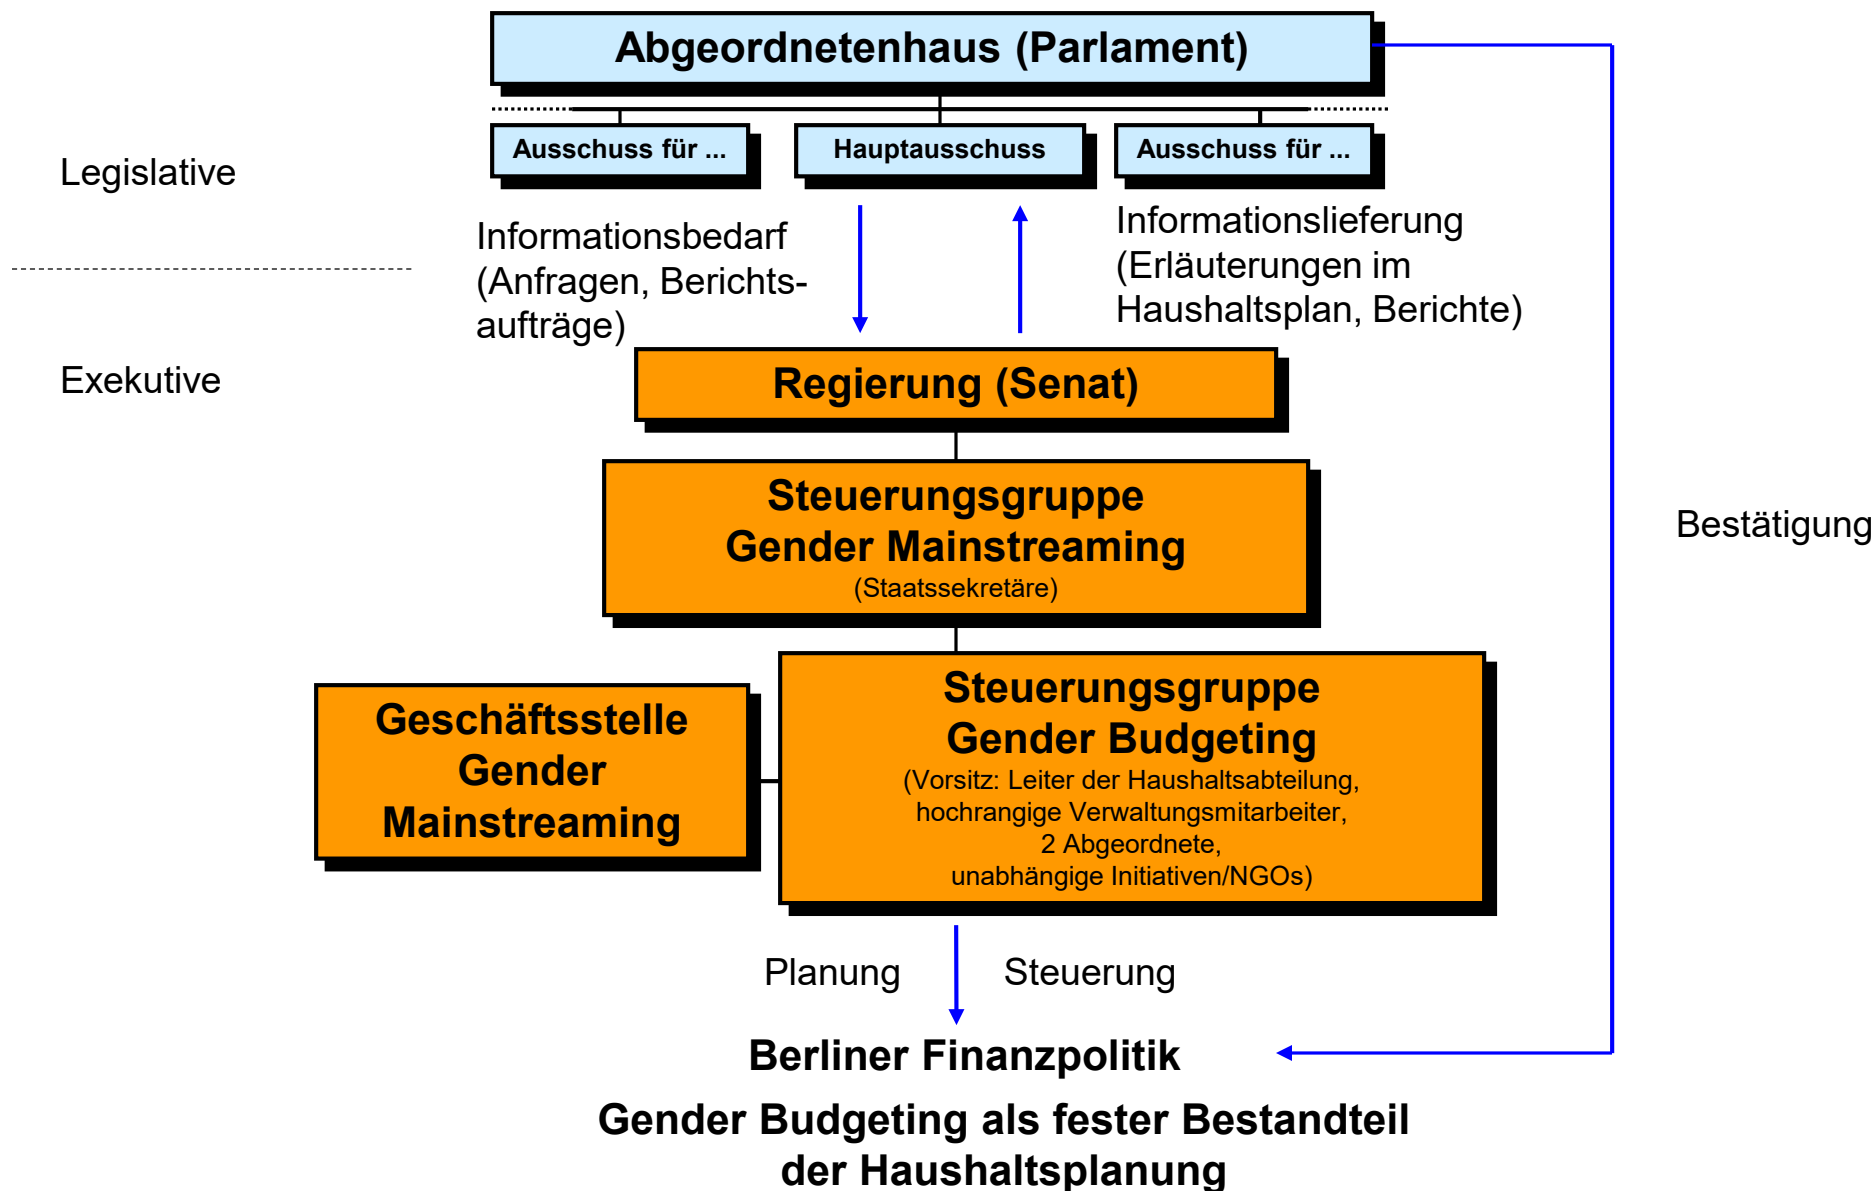 Abgeordnetenhaus (Parlament)
Ausschuss für ...
Hauptausschuss
Ausschuss für ...
Legislative
Informationsbedarf
(Anfragen, Berichts-
aufträge)
Informationslieferung
(Erläuterungen im
Haushaltsplan, Berichte)
Exekutive
Regierung (Senat)
Steuerungsgruppe
Gender Mainstreaming
(Staatssekretäre)
Bestätigung
Geschäftsstelle
Gender
Mainstreaming
Steuerungsgruppe
Gender Budgeting
(Vorsitz: Leiter der Haushaltsabteilung,
hochrangige Verwaltungsmitarbeiter,
2 Abgeordnete,
unabhängige Initiativen/NGOs)
Planung
Steuerung
Berliner Finanzpolitik
Gender Budgeting als fester Bestandteil
der Haushaltsplanung